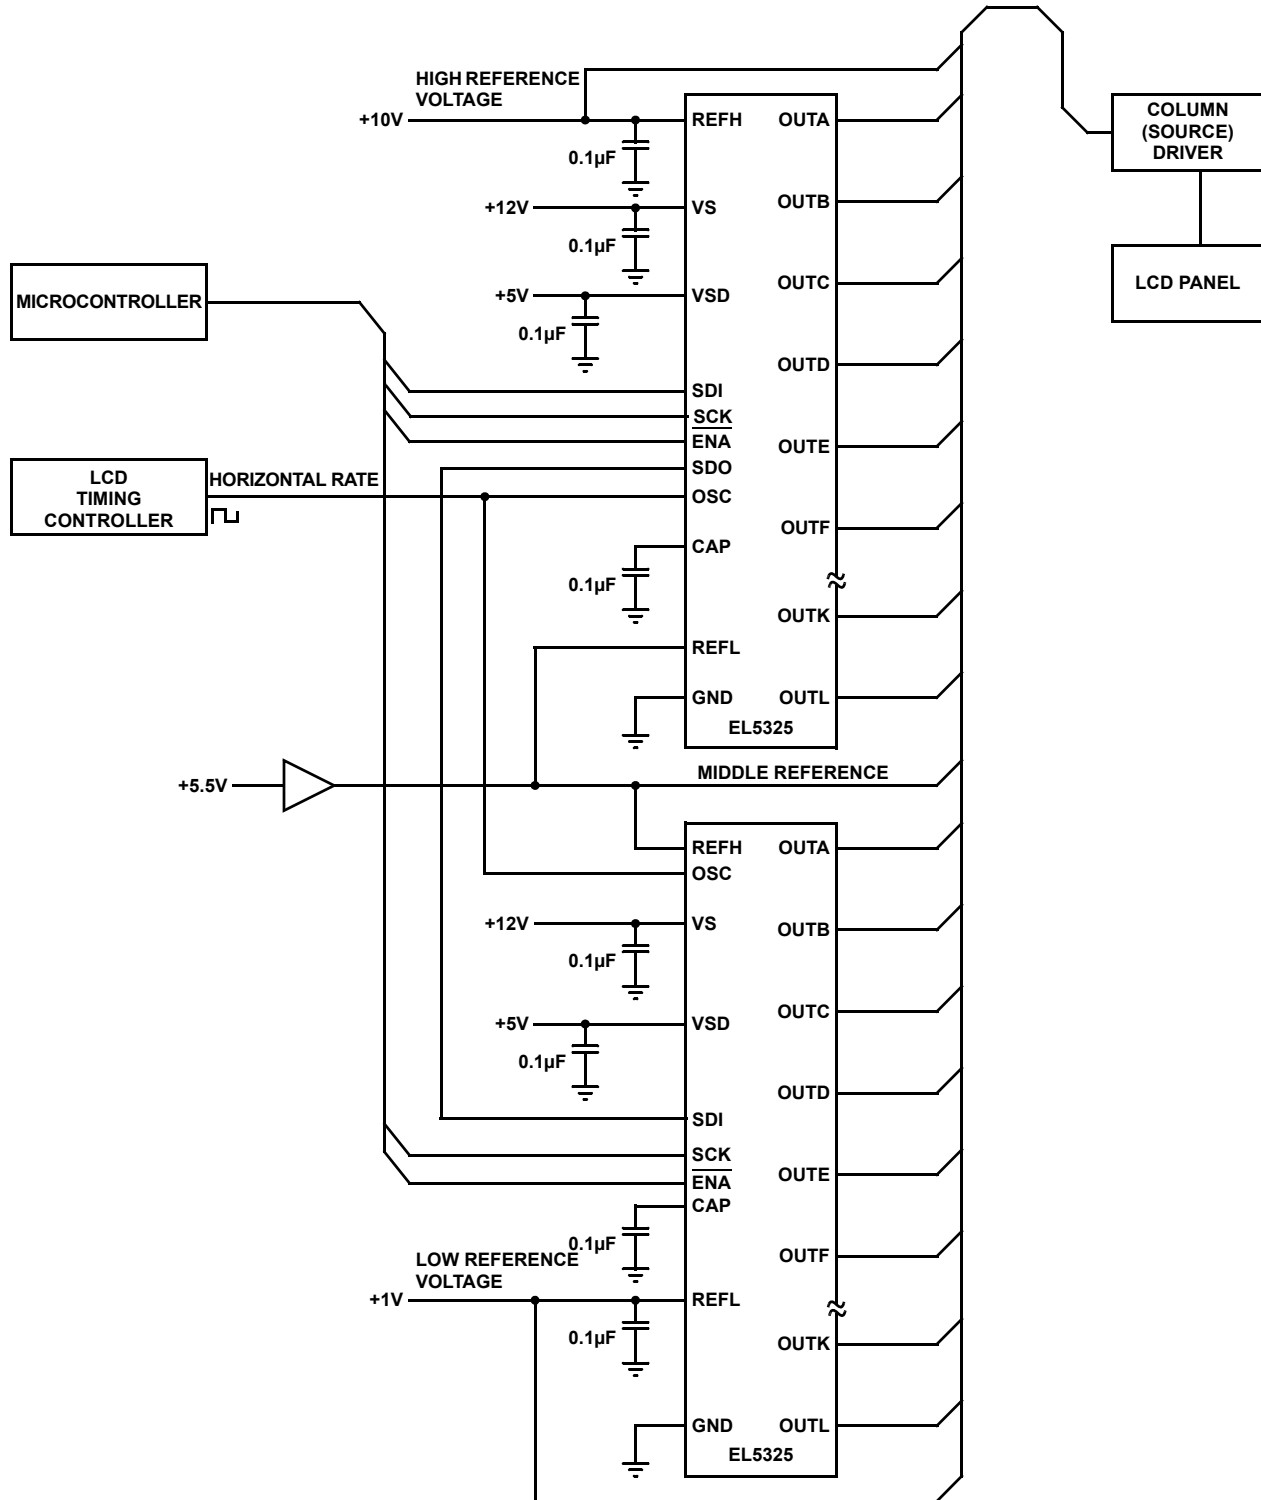 HIGH REFERENCE
VOLTAGE
+10V
REFH
OUTA
COLUMN
(SOURCE)
DRIVER
0.1µF
+12V
VS
OUTB
0.1µF
LCD PANEL
MICROCONTROLLER
+5V
VSD
OUTC
0.1µF
OUTD
SDI
SCK
ENA
OUTE
SDO
LCD
TIMING
CONTROLLER
HORIZONTAL RATE
OSC
OUTF
CAP
0.1µF
OUTK
REFL
GND
OUTL
EL5325
MIDDLE REFERENCE
+5.5V
REFH
OUTA
OSC
+12V
VS
OUTB
0.1µF
OUTC
+5V
VSD
0.1µF
OUTD
SDI
SCK
OUTE
ENA
CAP
0.1µF
OUTF
LOW REFERENCE
VOLTAGE
+1V
REFL
0.1µF
OUTK
GND
OUTL
EL5325